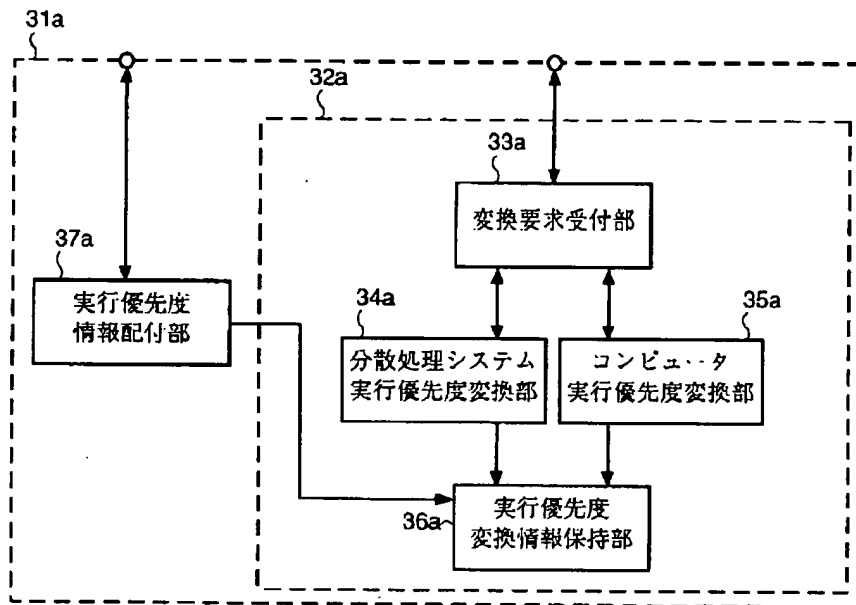 31a
32a
33a
変換要求受付部
37a
実行優先度
情報配付部
34a
分散処理システム
実行優先度変換部
35a
コンピュータ
実行優先度変換部
36a
実行優先度
変換情報保持部